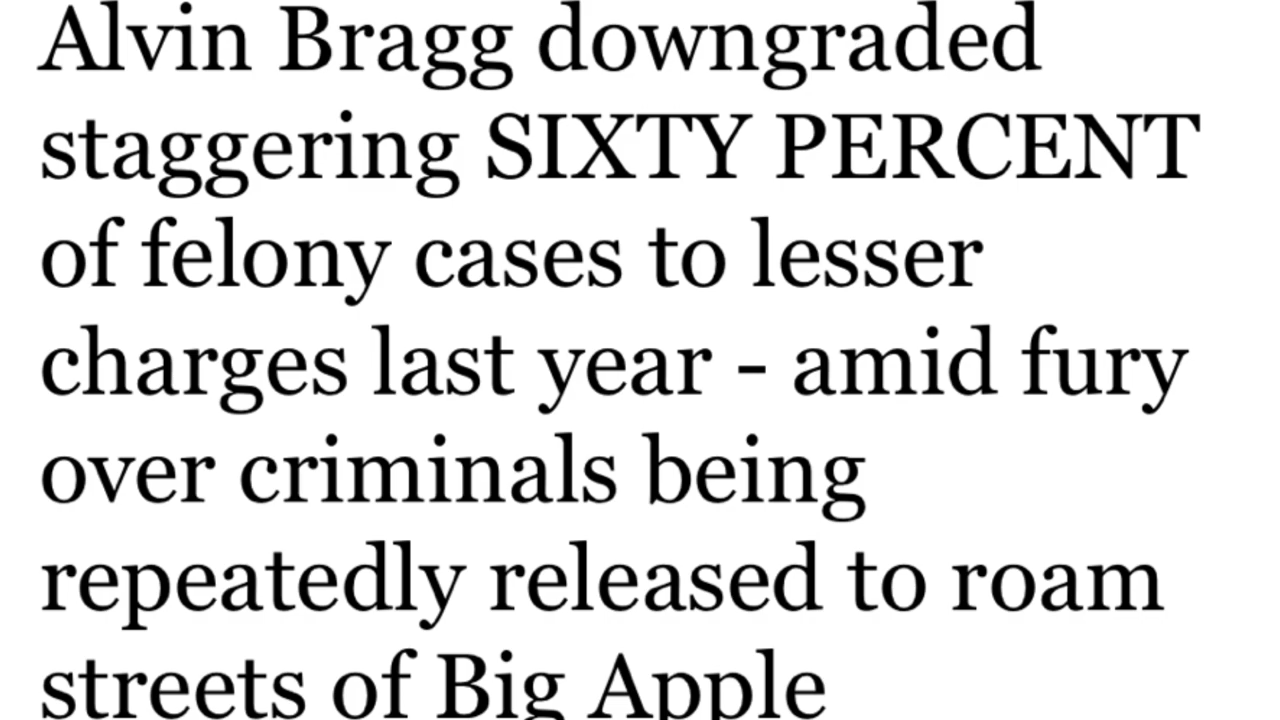 Alvin Bragg downgraded
staggering SIXTY PERCENT
of felony cases to lesser
charges last year - amid fury
over criminals being
repeatedly released to roam
streets of Big Apple